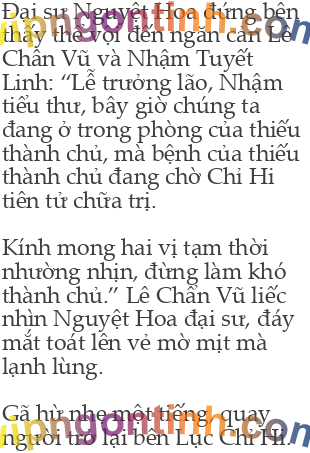 Đại sư Nguyệt Hoa đứng bên
thấy thế vội đến ngăn cản Lê
Chẩn Vũ và Nhậm Tuyết
Linh: “Lễ trưởng lão, Nhậm
tiểu thư, bây giờ chúng ta
đang ở trong phòng của thiếu
thành chủ, mà bệnh của thiếu
thành chủ đang chờ Chỉ Hi
tiên tử chữa trị.
Kính mong hai vị tạm thời
nhường nhịn, đừng làm khó
thành chủ.” Lê Chẩn Vũ liếc
nhìn Nguyệt Hoa đại sư, đáy
mắt toát lên vẻ mờ mịt mà
lạnh lùng.
Gã hừ nhẹ một tiếng, quay
người trở lại bên Lục Chỉ Hi.
vipngontinh.com
vipngontinh.com